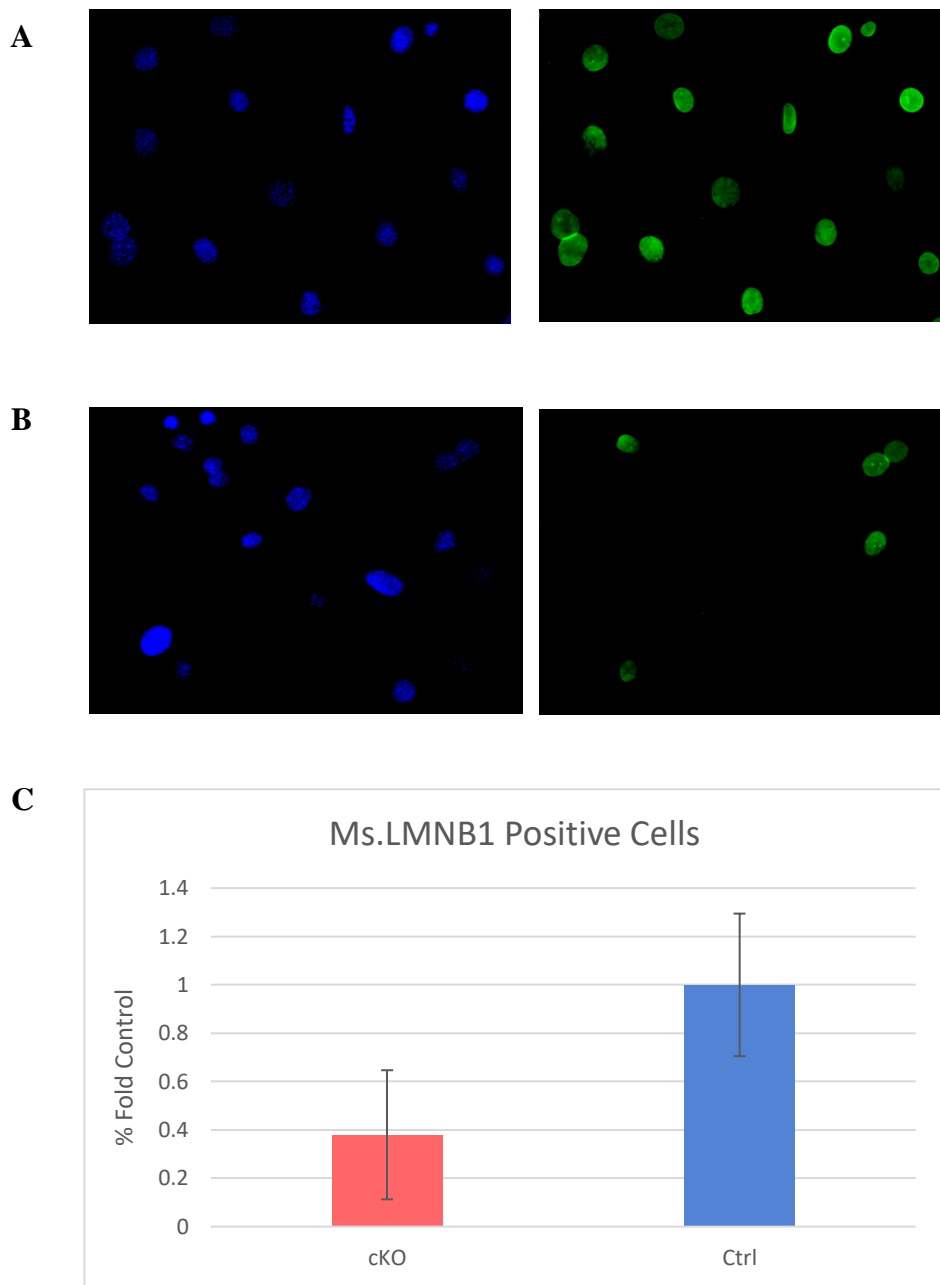 A
B
C
Ms.LMNB1 Positive Cells
1.4
1.2
1
0.8
0.6
0.4
0.2
0
% Fold Control
cKO
Ctrl